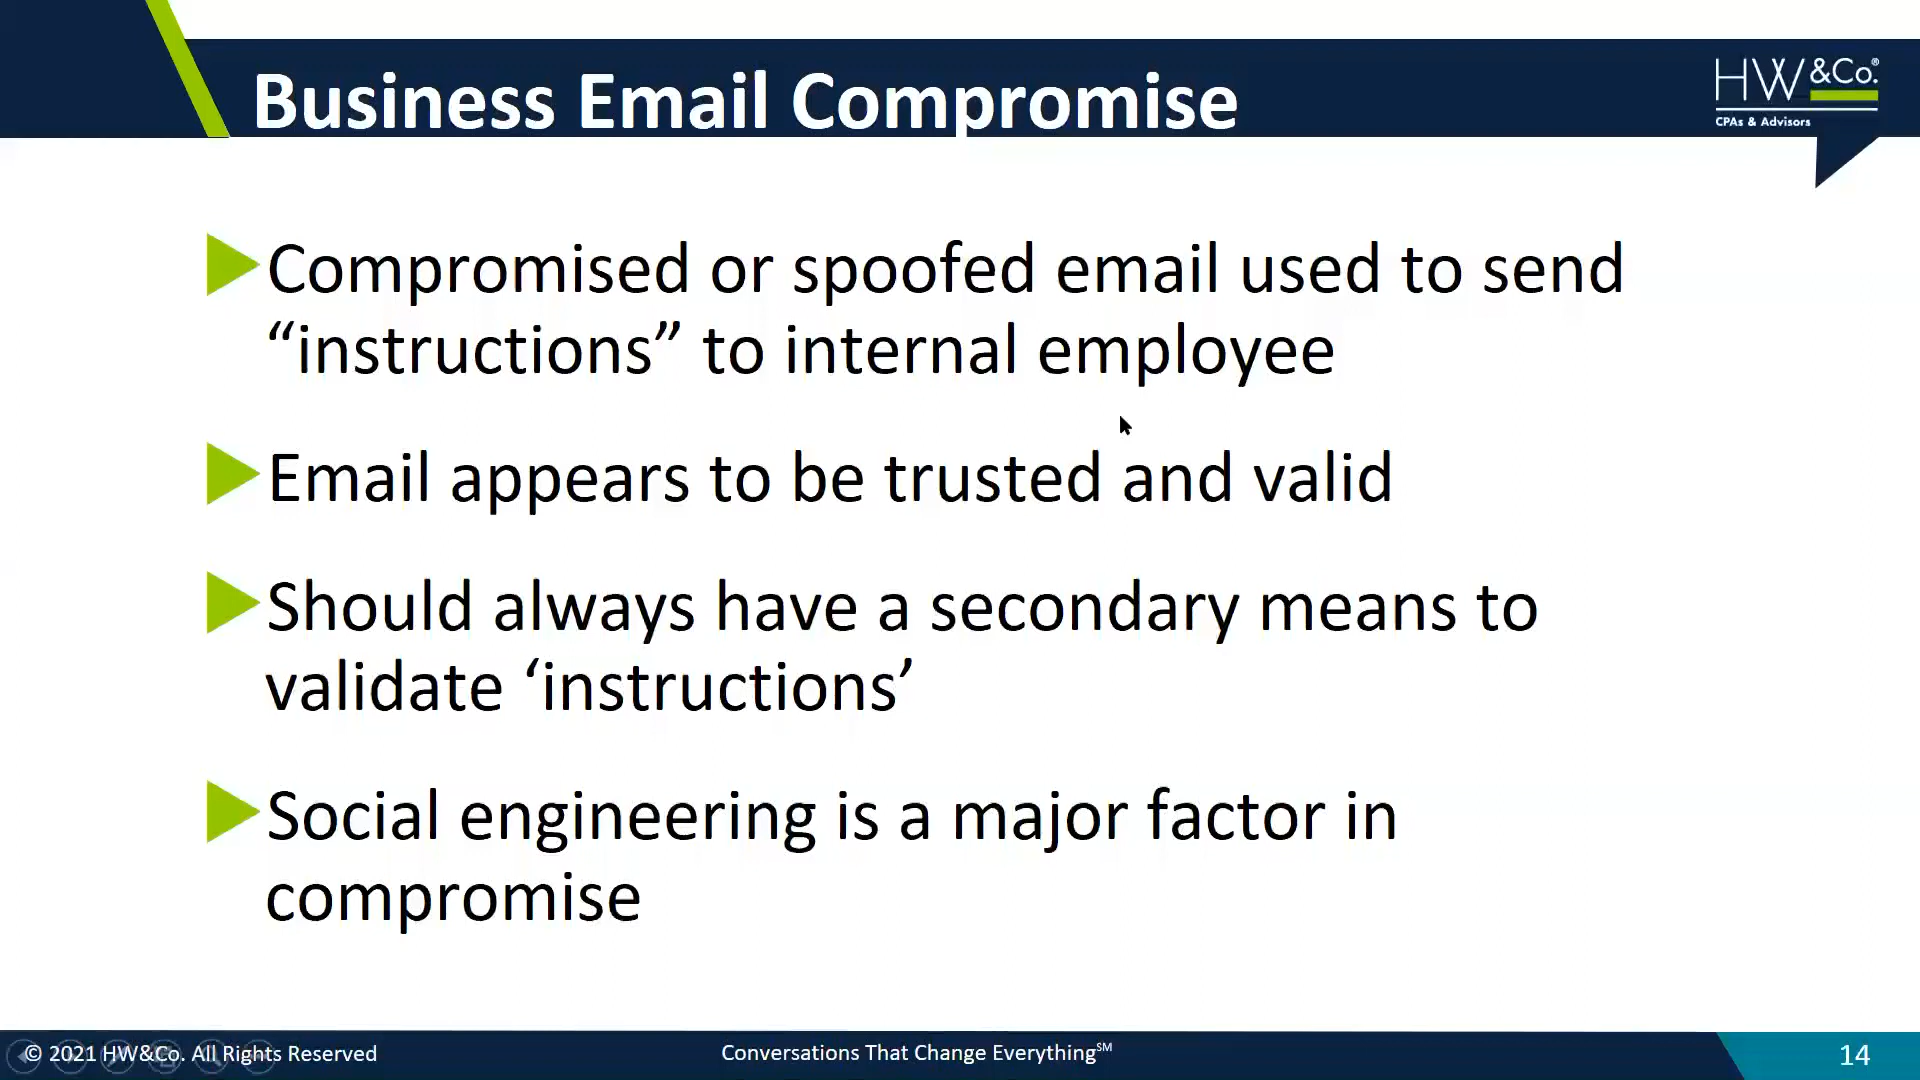 Business Email Compromise
HW&Co.®
CPAs & Advisors
Compromised or spoofed email used to send
“instructions” to internal employee
Email appears to be trusted and valid
Should always have a secondary means to
validate ‘instructions’
Social engineering is a major factor in
compromise
© 2021 HW&Co. All Rights Reserved
Conversations That Change Everything℠
14